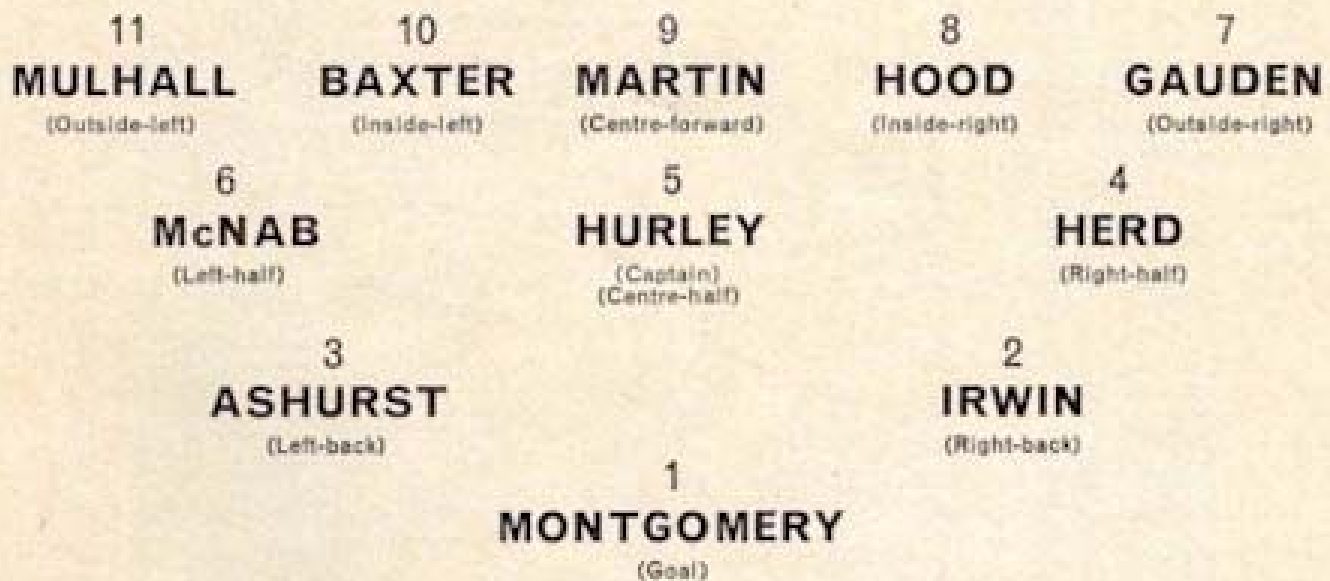 11 10 9 8 7
MULHALL BAXTER MARTIN HOOD GAUDEN
(Outside-left) (Inside-left) (Centre-forward) (Inside-right) (Outside-right)
6 5 4
McNAB HURLEY HERD
(Left-half) (Captain) (Right-half)
(Centre-half)
3 2
ASHURST IRWIN
(Left-back) (Right-back)
1
MONTGOMERY
(Goal)